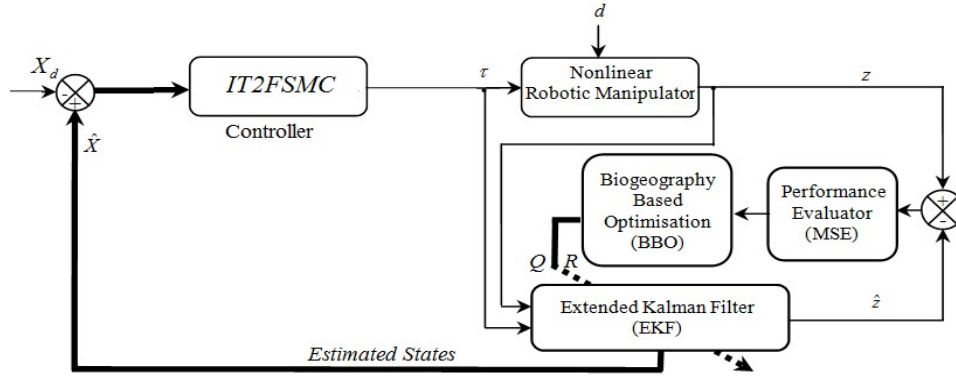 d
X_d
-
+
IT2FSMC
Controller
τ
Nonlinear
Robotic Manipulator
z
X̂
Biogeography
Based
Optimisation
(BBO)
Performance
Evaluator
(MSE)
+
-
Q R
Extended Kalman Filter
(EKF)
ẑ
Estimated States